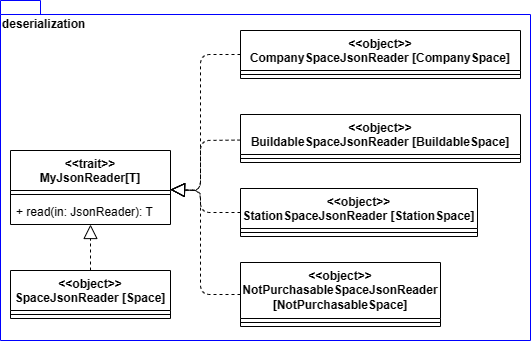 deserialization
<<object>>
CompanySpaceJsonReader [CompanySpace]
<<object>>
BuildableSpaceJsonReader [BuildableSpace]
<<trait>>
MyJsonReader[T]
+ read(in: JsonReader): T
<<object>>
StationSpaceJsonReader [StationSpace]
<<object>>
SpaceJsonReader [Space]
<<object>>
NotPurchasableSpaceJsonReader
[NotPurchasableSpace]